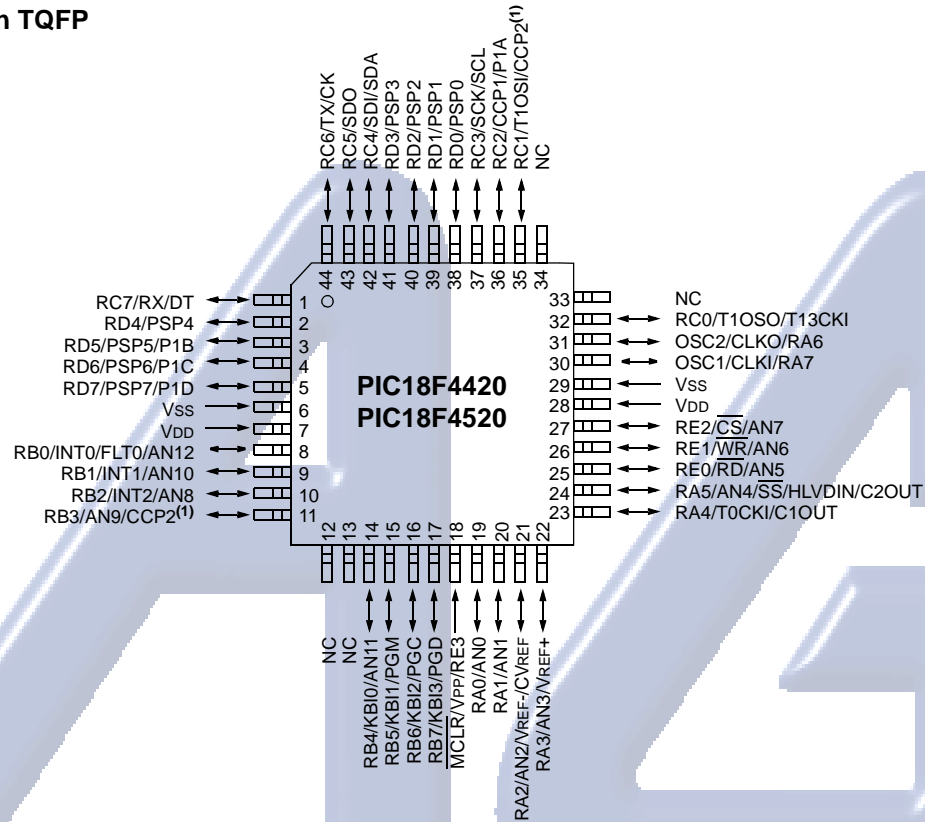 n TQFP
RC6/TX/CK
RC5/SDO
RC4/SDI/SDA
RD3/PSP3
RD2/PSP2
RD1/PSP1
RD0/PSP0
RC3/SCK/SCL
RC2/CCP1/P1A
RC1/T1OSI/CCP2(1)
NC
44
43
42
41
40
39
38
37
36
35
34
RC7/RX/DT
1
RD4/PSP4
2
RD5/PSP5/P1B
3
RD6/PSP6/P1C
4
RD7/PSP7/P1D
5
VSS
6
VDD
7
RB0/INT0/FLT0/AN12
8
RB1/INT1/AN10
9
RB2/INT2/AN8
10
RB3/AN9/CCP2(1)
11
PIC18F4420
PIC18F4520
33
NC
32
RC0/T1OSO/T13CKI
31
OSC2/CLKO/RA6
30
OSC1/CLKI/RA7
29
VSS
28
VDD
27
RE2/CS/AN7
26
RE1/WR/AN6
25
RE0/RD/AN5
24
RA5/AN4/SS/HLVDIN/C2OUT
23
RA4/T0CKI/C1OUT
12
13
14
15
16
17
18
19
20
21
22
NC
NC
RB4/KBI0/AN11
RB5/KBI1/PGM
RB6/KBI2/PGC
RB7/KBI3/PGD
MCLR/VPP/RE3
RA0/AN0
RA1/AN1
RA2/AN2/VREF-/CVREF
RA3/AN3/VREF+